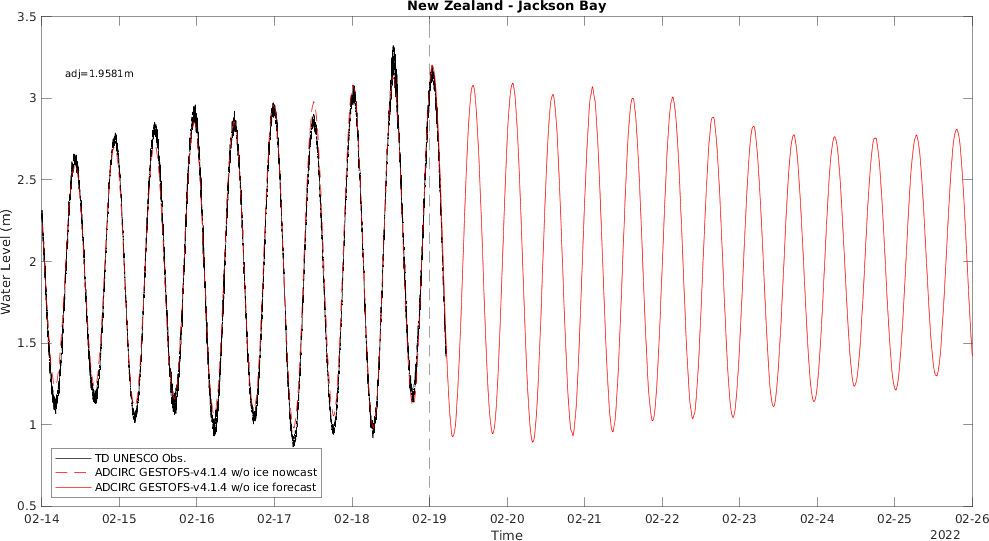 New Zealand - Jackson Bay
adj=1.9581m
3.5
3
2.5
2
1.5
1
0.5
Water Level (m)
TD UNESCO Obs.
ADCIRC GESTOFS-v4.1.4 w/o ice nowcast
ADCIRC GESTOFS-v4.1.4 w/o ice forecast
02-14 02-15 02-16 02-17 02-18 02-19 02-20 02-21 02-22 02-23 02-24 02-25 02-26
Time
2022